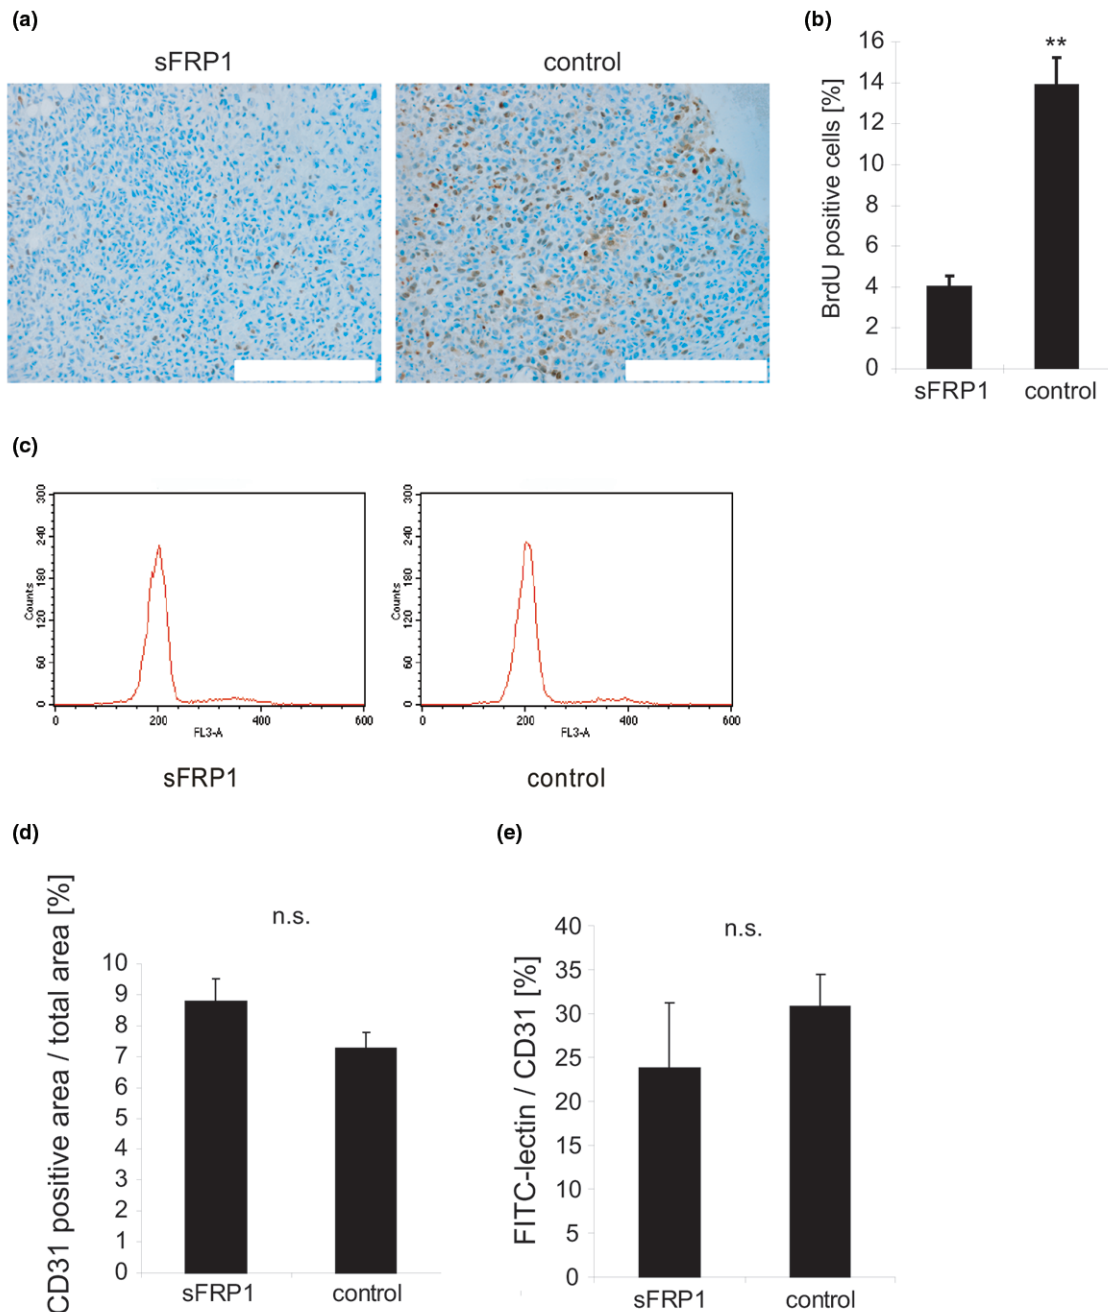 (a)
sFRP1
control
(b)
16
14
12
10
8
6
4
2
0
BrdU positive cells [%]
**
sFRP1
control
(c)
300
240
180
120
60
0
Counts
0 200 400 600
FL3-A
sFRP1
300
240
180
120
60
0
Counts
0 200 400 600
FL3-A
control
(d)
CD31 positive area / total area [%]
n.s.
10
9
8
7
6
5
4
3
2
1
0
sFRP1
control
(e)
FITC-lectin / CD31 [%]
n.s.
40
35
30
25
20
15
10
5
0
sFRP1
control